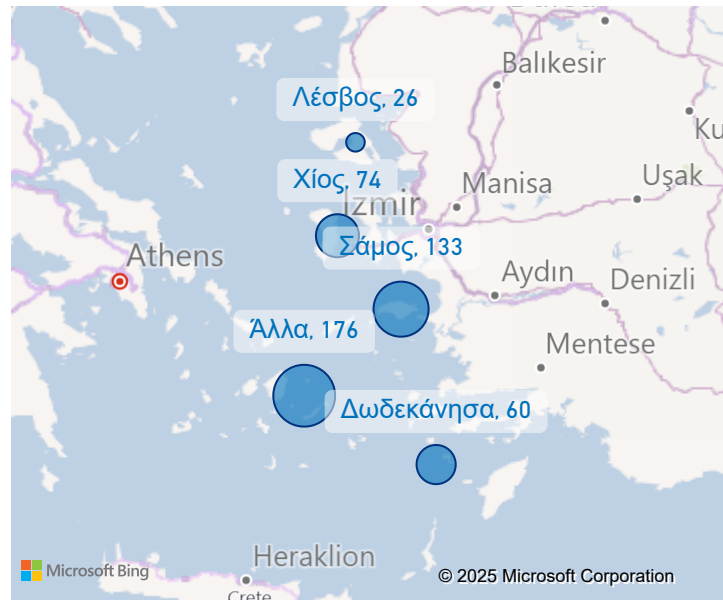 Balıkesir
Λέσβος, 26
Ku
Χίος, 74
Uşak
Manisa
İzmir
Σάμος, 133
Athens
Aydın
Denizli
Άλλα, 176
Mentese
Δωδεκάνησα, 60
Heraklion
Microsoft Bing
© 2025 Microsoft Corporation
Crete